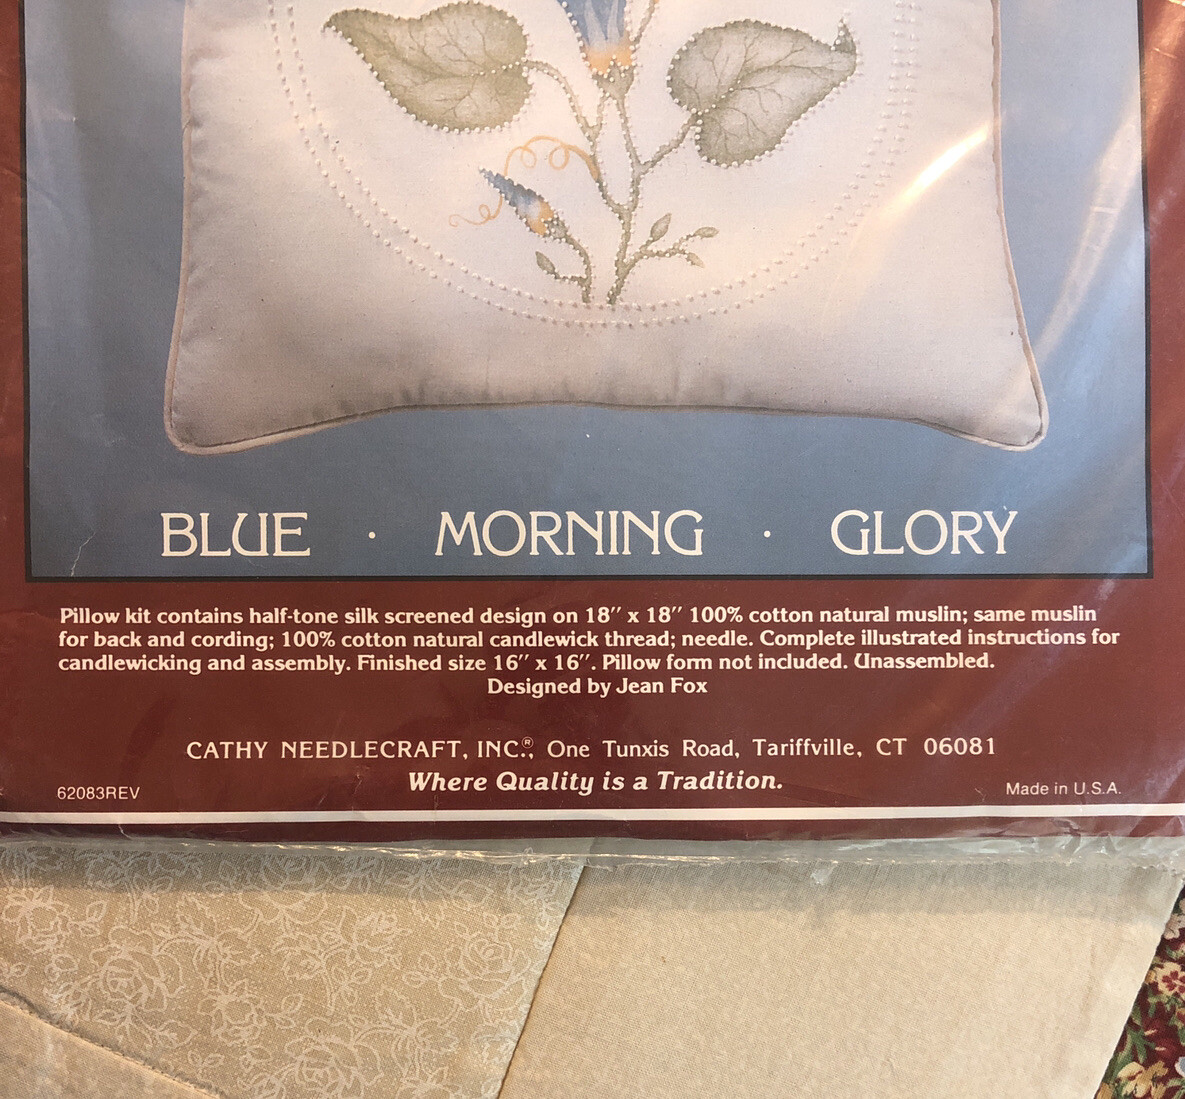 BLUE · MORNING · GLORY
Pillow kit contains half-tone silk screened design on 18″ x 18″ 100% cotton natural muslin; same muslin
for back and cording; 100% cotton natural candlewick thread; needle. Complete illustrated instructions for
candlewicking and assembly. Finished size 16″ x 16″. Pillow form not included. Unassembled.
Designed by Jean Fox
CATHY NEEDLECRAFT, INC.®, One Tunxis Road, Tariffville, CT 06081
Where Quality is a Tradition.
62083REV
Made in U.S.A.